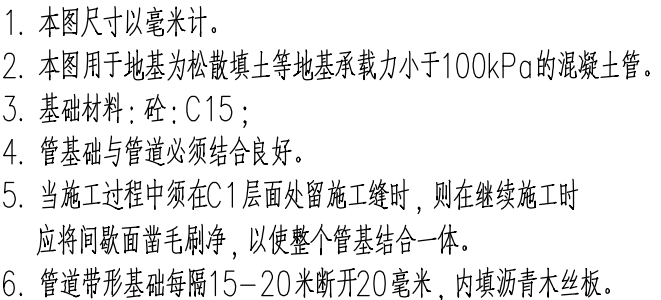 1. 本图尺寸以毫米计。
2. 本图用于地基为松散填土等地基承载力小于100kPa的混凝土管。
3. 基础材料：砼：C15；
4. 管基础与管道必须结合良好。
5. 当施工过程中须在C1层面处留施工缝时，则在继续施工时
应将间歇面凿毛刷净，以使整个管基结合一体。
6. 管道带形基础每隔15-20米断开20毫米，内填沥青木丝板。